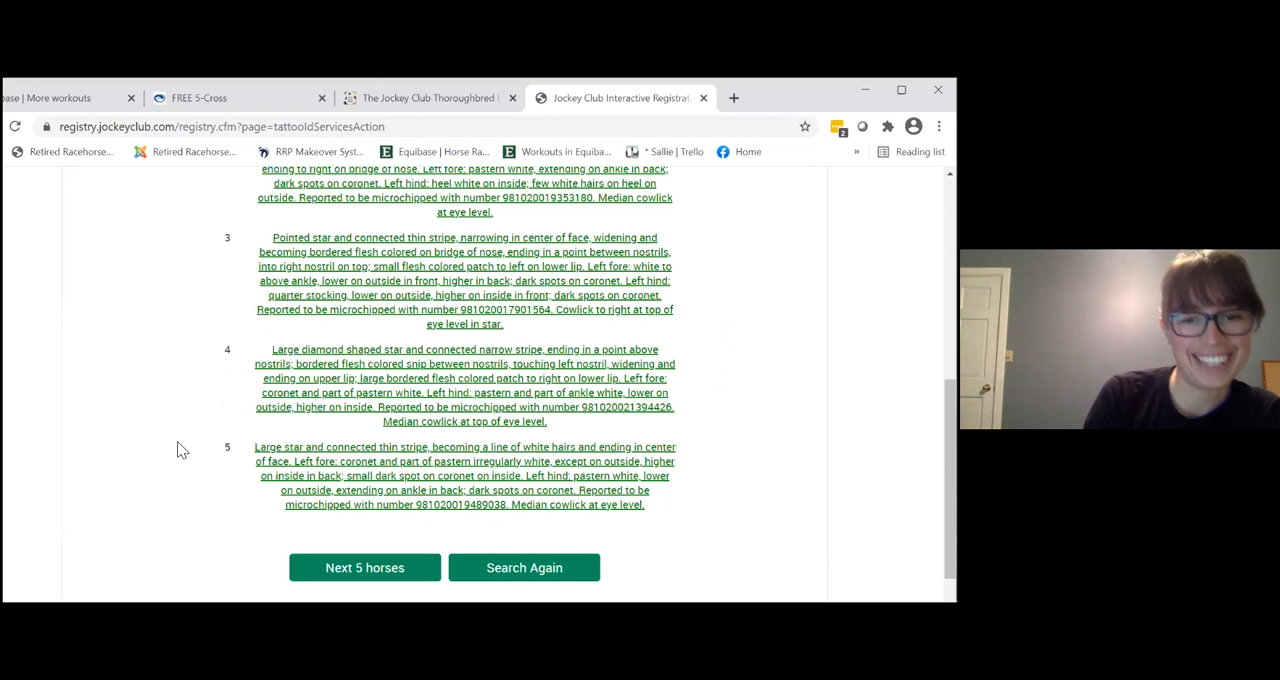 ase | More workouts
FREE 5-Cross
The Jockey Club Thoroughbred
Jockey Club Interactive Registrat
registry.jockeyclub.com/registry.cfm?page=tattooIdServicesAction
2
Retired Racehorse...
Retired Racehorse...
RRP Makeover Syst...
Equibase | Horse Ra...
Workouts in Equiba...
* Sallie | Trello
Home
»
Reading list
ending to right on bridge of nose. Left fore: pastern white, extending on ankle in back;
dark spots on coronet. Left hind: heel white on inside; few white hairs on heel on
outside. Reported to be microchipped with number 981020019353180. Median cowlick
at eye level.
3
Pointed star and connected thin stripe, narrowing in center of face, widening and
becoming bordered flesh colored on bridge of nose, ending in a point between nostrils,
into right nostril on top; small flesh colored patch to left on lower lip. Left fore: white to
above ankle, lower on outside in front, higher in back; dark spots on coronet. Left hind:
quarter stocking, lower on outside, higher on inside in front; dark spots on coronet.
Reported to be microchipped with number 981020017901564. Cowlick to right at top of
eye level in star.
4
Large diamond shaped star and connected narrow stripe, ending in a point above
nostrils; bordered flesh colored snip between nostrils, touching left nostril, widening and
ending on upper lip; large bordered flesh colored patch to right on lower lip. Left fore:
coronet and part of pastern white. Left hind: pastern and part of ankle white, lower on
outside, higher on inside. Reported to be microchipped with number 981020021394426.
Median cowlick at top of eye level.
5
Large star and connected thin stripe, becoming a line of white hairs and ending in center
of face. Left fore: coronet and part of pastern irregularly white, except on outside, higher
on inside in back; small dark spot on coronet on inside. Left hind: pastern white, lower
on outside, extending on ankle in back; dark spots on coronet. Reported to be
microchipped with number 981020019489038. Median cowlick at eye level.
Next 5 horses
Search Again